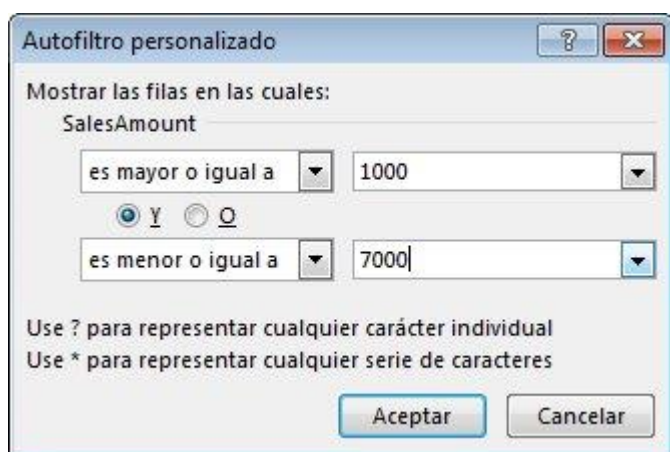 Autofiltro personalizado ?
Mostrar las filas en las cuales:
SalesAmount
es mayor o igual a 1000
Y O
es menor o igual a 7000
Use ? para representar cualquier carácter individual
Use * para representar cualquier serie de caracteres
Aceptar Cancelar